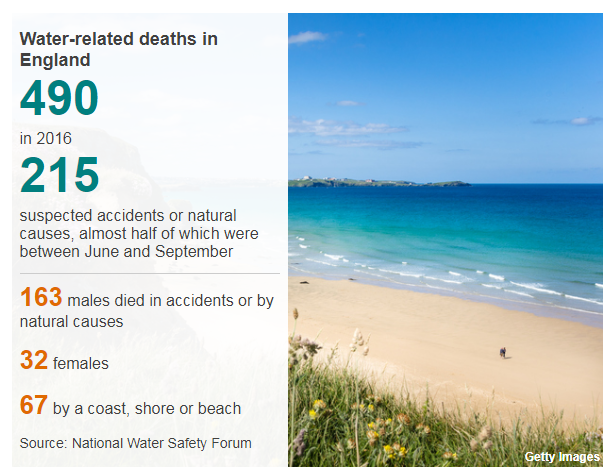 Water-related deaths in
England
490
in 2016
215
suspected accidents or natural
causes, almost half of which were
between June and September
163 males died in accidents or by
natural causes
32 females
67 by a coast, shore or beach
Source: National Water Safety Forum
Getty Images